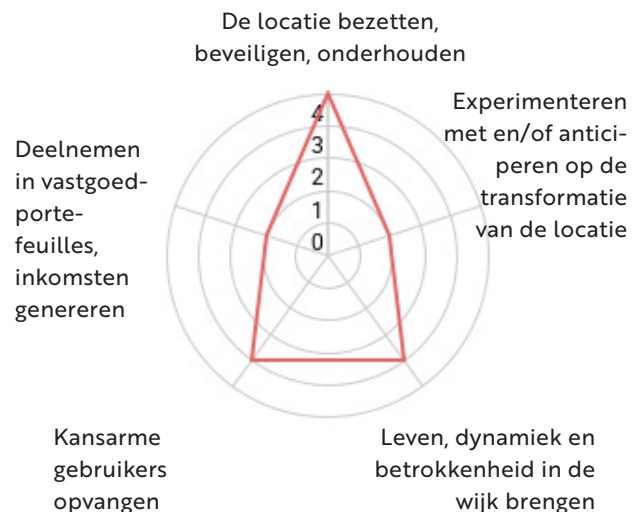 De locatie bezetten,
beveiligen, onderhouden
Experimenteren
met en/of antici-
peren op de
transformatie
van de locatie
Deelnemen
in vastgoed-
porte-
feuilles,
inkomsten
genereren
4
3
2
1
0
Kansarme
gebruikers
opvangen
Leven, dynamiek en
betrokkenheid in de
wijk brengen